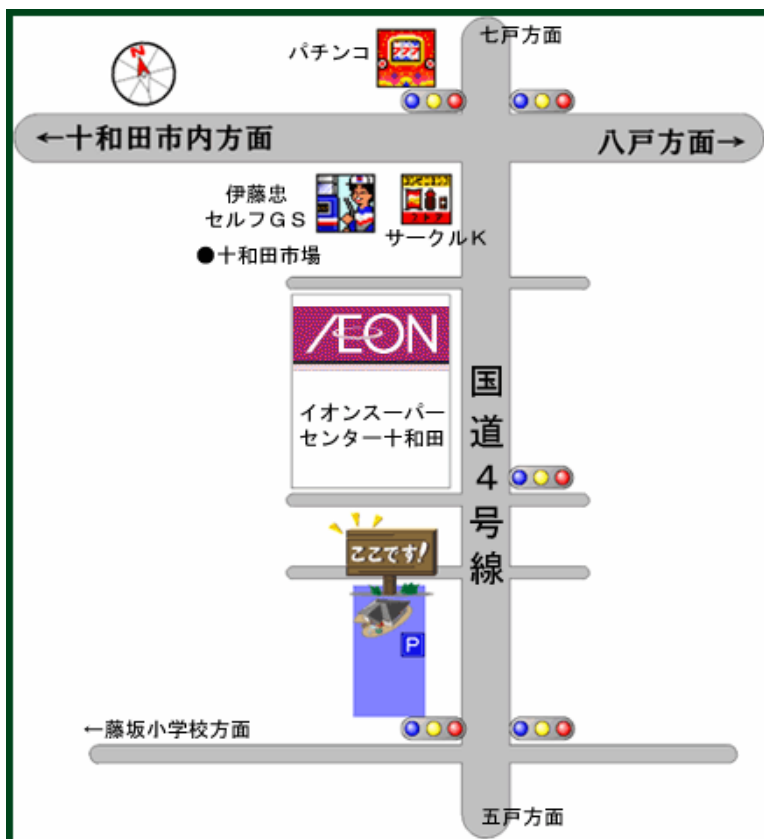 七戸方面
N
パチンコ
777
←十和田市内方面
八戸方面→
伊藤忠
セルフGS
サークルK
●十和田市場
ÆON
イオンスーパー
センター十和田
国道4号線
ここです!
P
←藤坂小学校方面
五戸方面